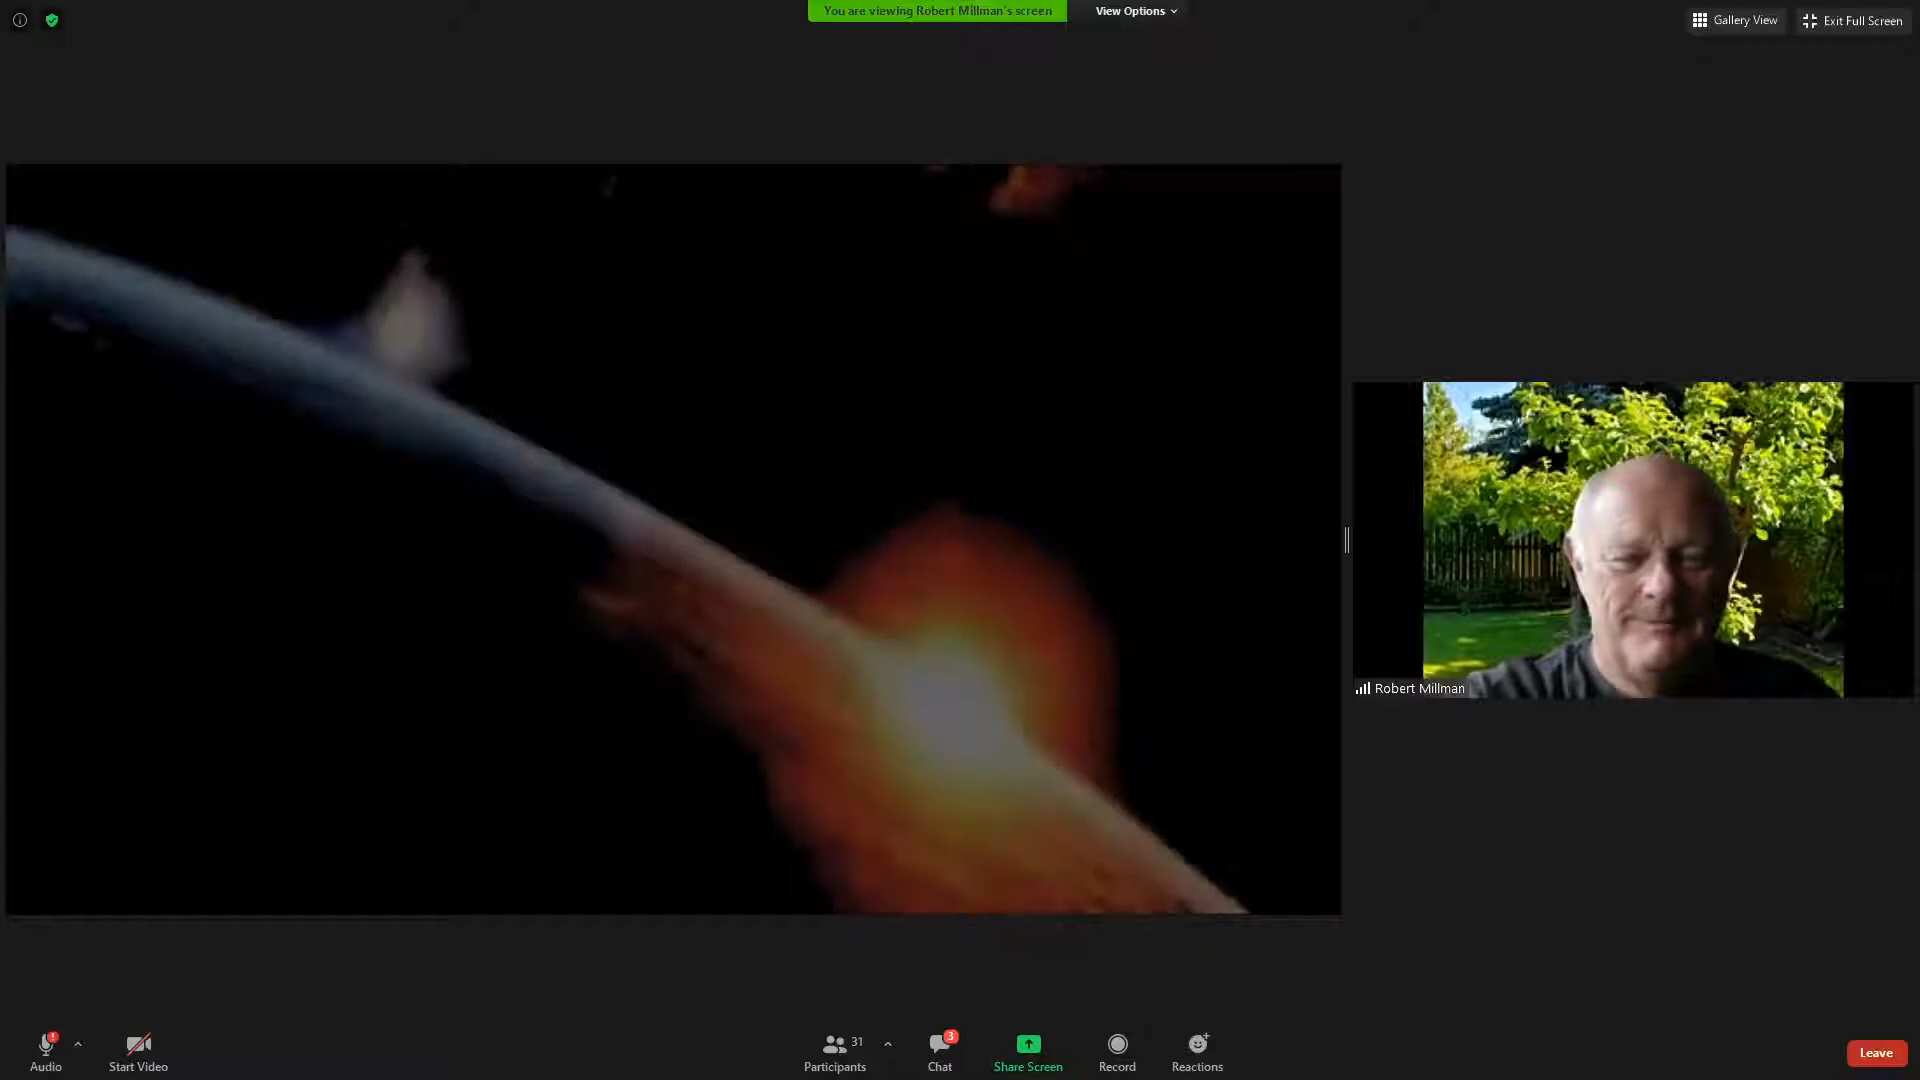 You are viewing Robert Millman's screen
View Options
Gallery View
Exit Full Screen
Robert Millman
Audio
Start Video
31
Participants
3
Chat
Share Screen
Record
Reactions
Leave